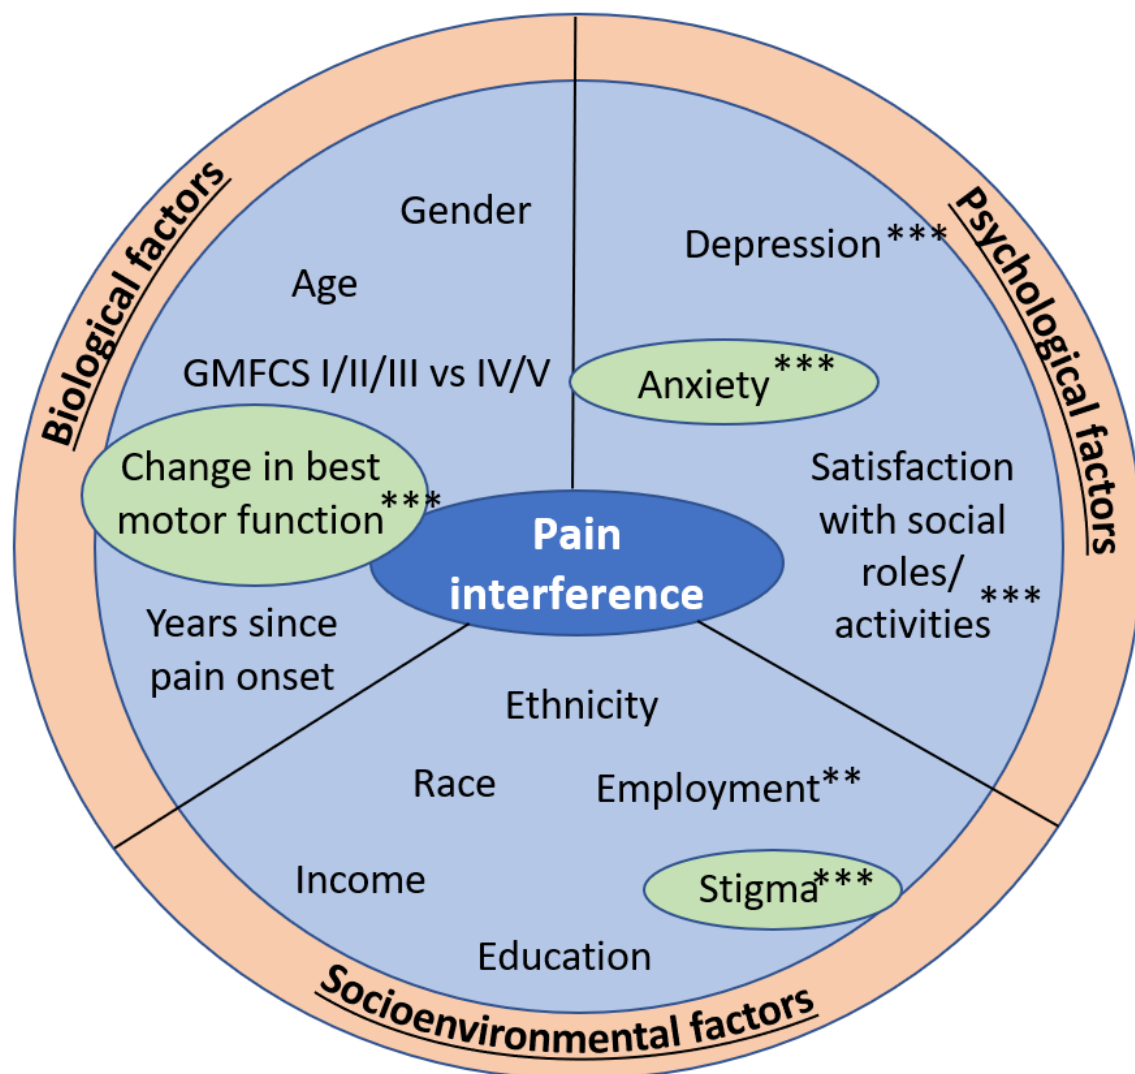 Biological factors
Gender
Age
GMFCS I/II/III vs IV/V
Change in best
motor function***
Years since
pain onset
Psychological factors
Depression***
Anxiety***
Satisfaction
with social
roles/
activities***
Pain
interference
Ethnicity
Race
Employment**
Income
Stigma***
Education
Socioenvironmental factors